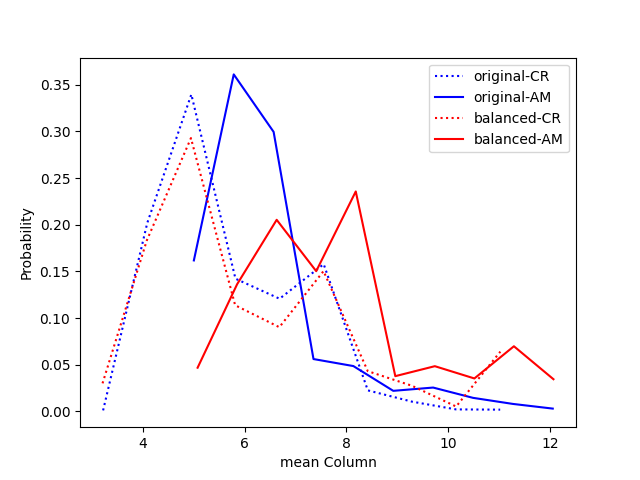 original-CR
original-AM
balanced-CR
balanced-AM
Probability
0.35
0.30
0.25
0.20
0.15
0.10
0.05
0.00
4 6 8 10 12
mean Column